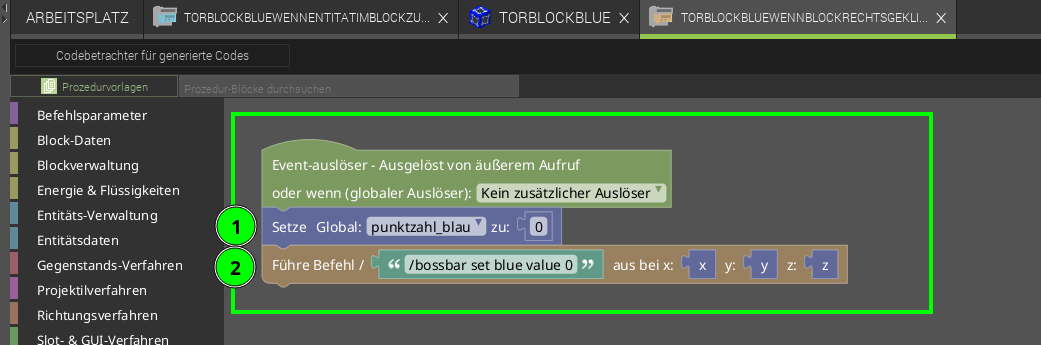 ARBEITSPLATZ
TORBLOCKBLUEWENNENTITATIMBLOCKZU...
TORBLOCKBLUE
TORBLOCKBLUEWENNBLOCKRECHTSGEKLI...
Codebetrachter für generierte Codes
Prozedurvorlagen
Prozedur-Blöcke durchsuchen
Befehlsparameter
Block-Daten
Blockverwaltung
Energie & Flüssigkeiten
Entitäts-Verwaltung
Entitätsdaten
Gegenstands-Verfahren
Projektilverfahren
Richtungsverfahren
Slot- & GUI-Verfahren
Event-auslöser - Ausgelöst von äußerem Aufruf
oder wenn (globaler Auslöser): Kein zusätzlicher Auslöser
1 Setze Global: punktzahl_blau zu: 0
2 Führe Befehl / “ /bossbar set blue value 0 ” aus bei x: x y: y z: z